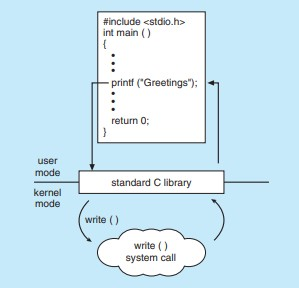 #include <stdio.h>
int main ( )
{
•
•
•
printf ("Greetings");
•
•
•
return 0;
}
user
mode
standard C library
kernel
mode
write ( )
write ( )
system call